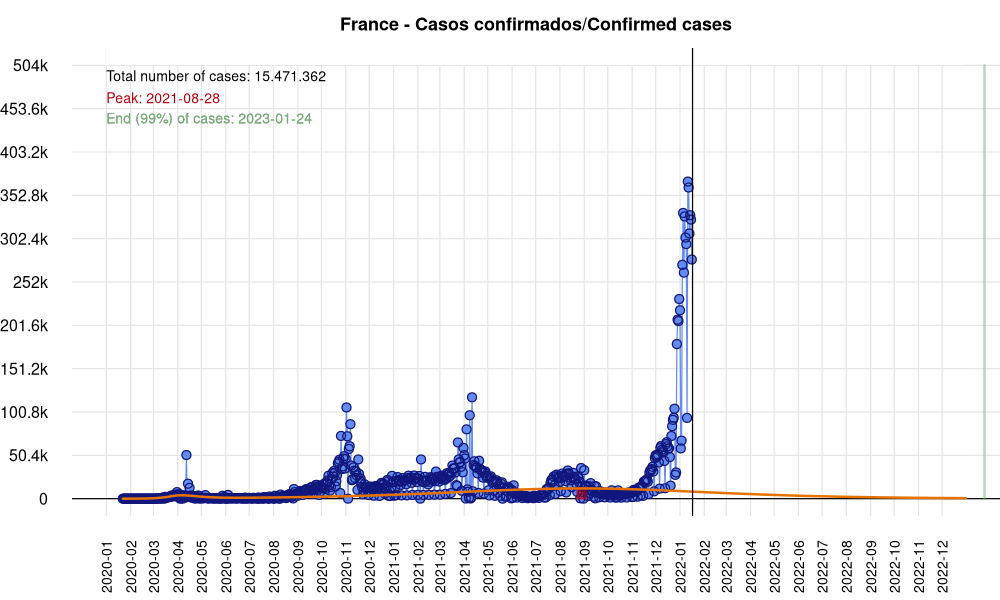 France - Casos confirmados/Confirmed cases
504k
453.6k
403.2k
352.8k
302.4k
252k
201.6k
151.2k
100.8k
50.4k
0
Total number of cases: 15.471.362
Peak: 2021-08-28
End (99%) of cases: 2023-01-24
2020-01
2020-02
2020-03
2020-04
2020-05
2020-06
2020-07
2020-08
2020-09
2020-10
2020-11
2020-12
2021-01
2021-02
2021-03
2021-04
2021-05
2021-06
2021-07
2021-08
2021-09
2021-10
2021-11
2021-12
2022-01
2022-02
2022-03
2022-04
2022-05
2022-06
2022-07
2022-08
2022-09
2022-10
2022-11
2022-12